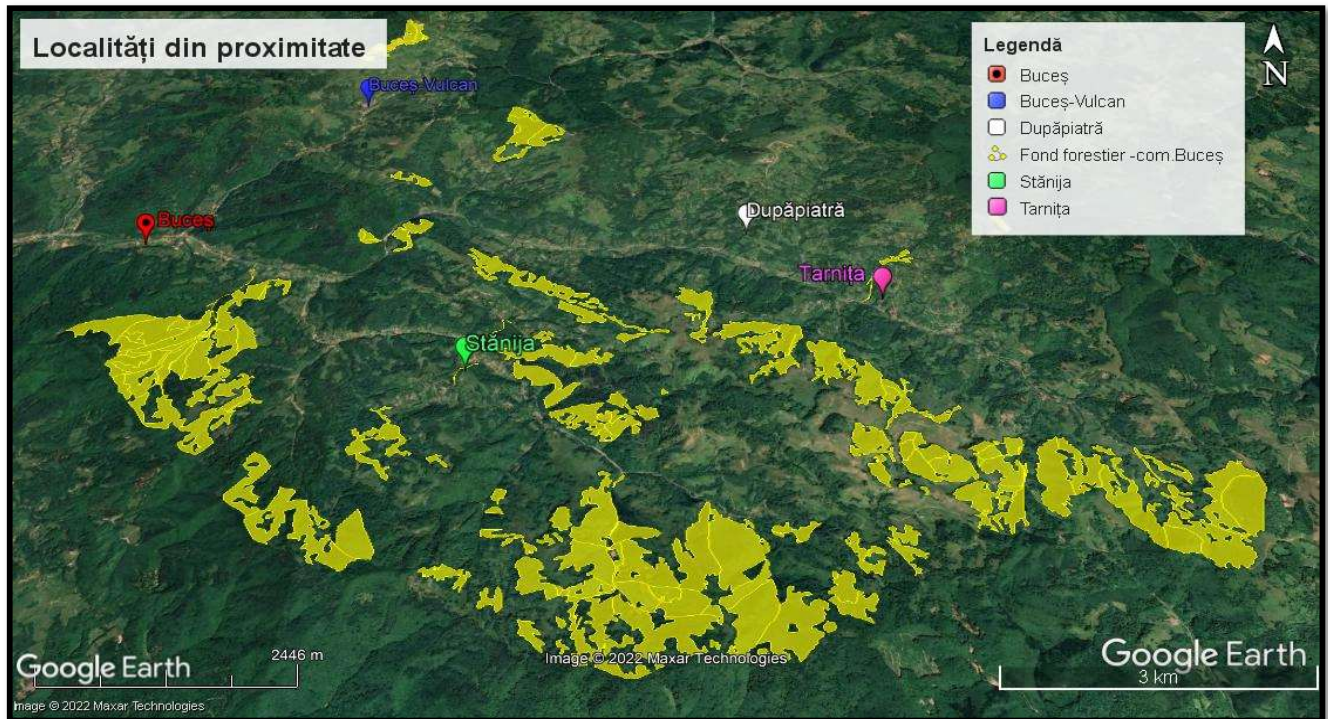 Localități din proximitate
Legendă
Buceș
Buceș-Vulcan
Dupăpiatră
Fond forestier -com.Buceș
Stănija
Tarnița
N
Buceș-Vulcan
Buceș
Dupăpiatră
Tarnița
Stănija
Google Earth
2446 m
Image © 2022 Maxar Technologies
Google Earth
3 km
Image © 2022 Maxar Technologies